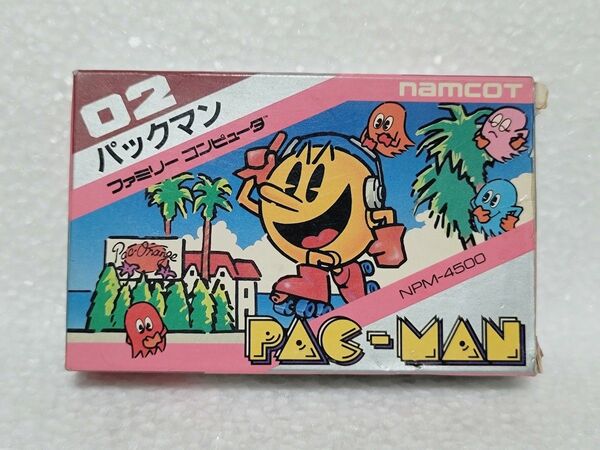 02
namcoT
パックマン
ファミリー コンピュータ
Pac-Orange
NPM-4500
PAC-MAN